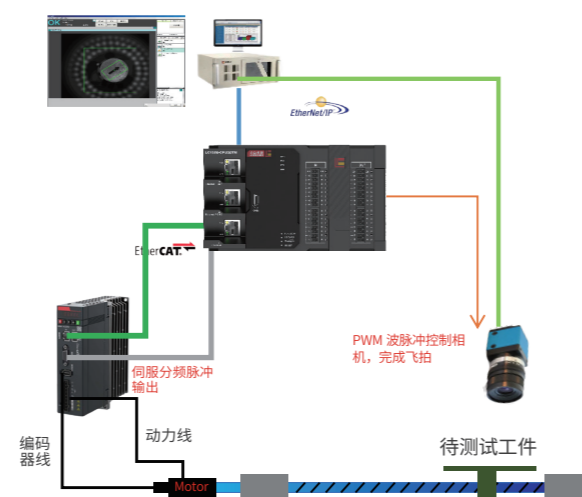 OK
EtherNet/IP
EtherCAT
PWM 波脉冲控制相
机，完成飞拍
伺服分频脉冲
输出
编码
器线
动力线
待测试工件
Motor